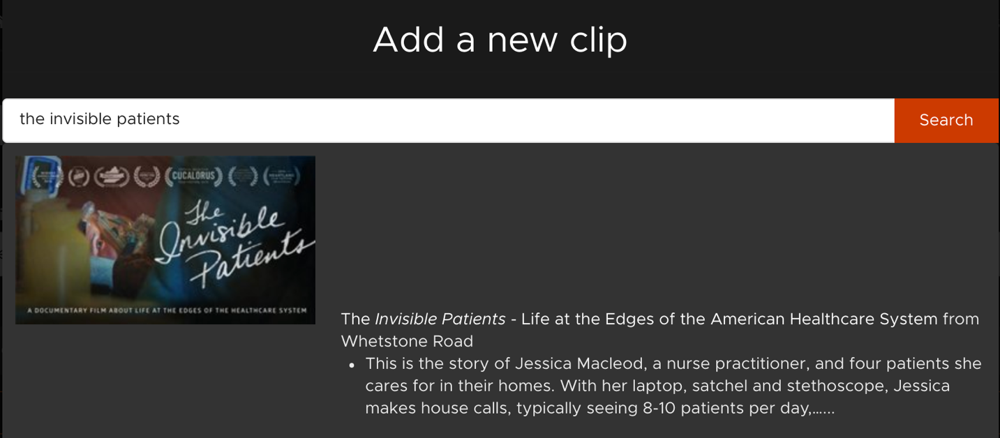 Add a new clip
the invisible patients
Search
CUCALORUS
The
Invisible
Patients
A DOCUMENTARY FILM ABOUT LIFE AT THE EDGES OF THE HEALTHCARE SYSTEM
The Invisible Patients - Life at the Edges of the American Healthcare System from
Whetstone Road
• This is the story of Jessica Macleod, a nurse practitioner, and four patients she
cares for in their homes. With her laptop, satchel and stethoscope, Jessica
makes house calls, typically seeing 8-10 patients per day,......